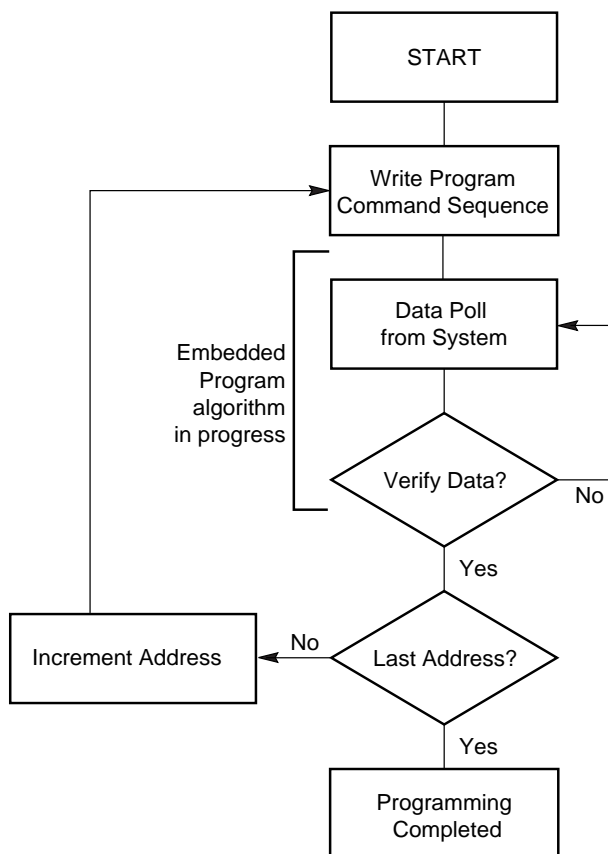 START
Write Program
Command Sequence
Data Poll
from System
Embedded
Program
algorithm
in progress
Verify Data?
No
Yes
Increment Address
No
Last Address?
Yes
Programming
Completed